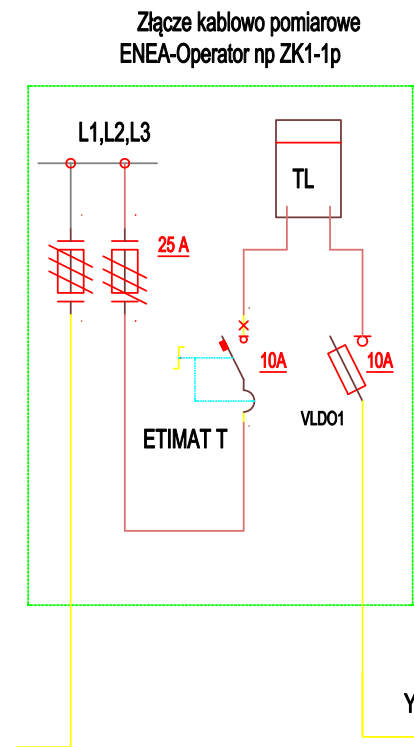 Złącze kablowo pomiarowe
ENEA-Operator np ZK1-1p
L1,L2,L3
TL
25 A
10A
10A
VLDO1
ETIMAT T
Y